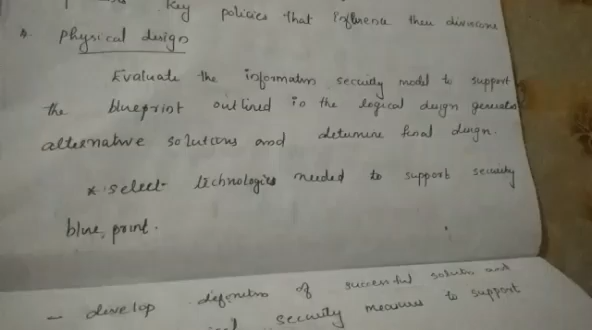 key policies that influence their divisions
4. physical design
Evaluate the information security model to support
the blueprint outlined in the logical design generates
alternative solutions and determine final design.
* select technologies needed to support security
blue, print.
- develop definition of successful solution and
security measures to support